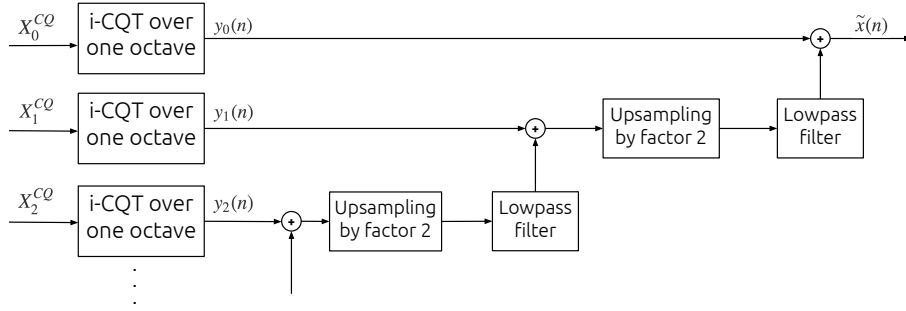 X_0^{CQ}
i-CQT over
one octave
y_0(n)
x̃(n)
X_1^{CQ}
i-CQT over
one octave
y_1(n)
Upsampling
by factor 2
Lowpass
filter
X_2^{CQ}
i-CQT over
one octave
y_2(n)
Upsampling
by factor 2
Lowpass
filter